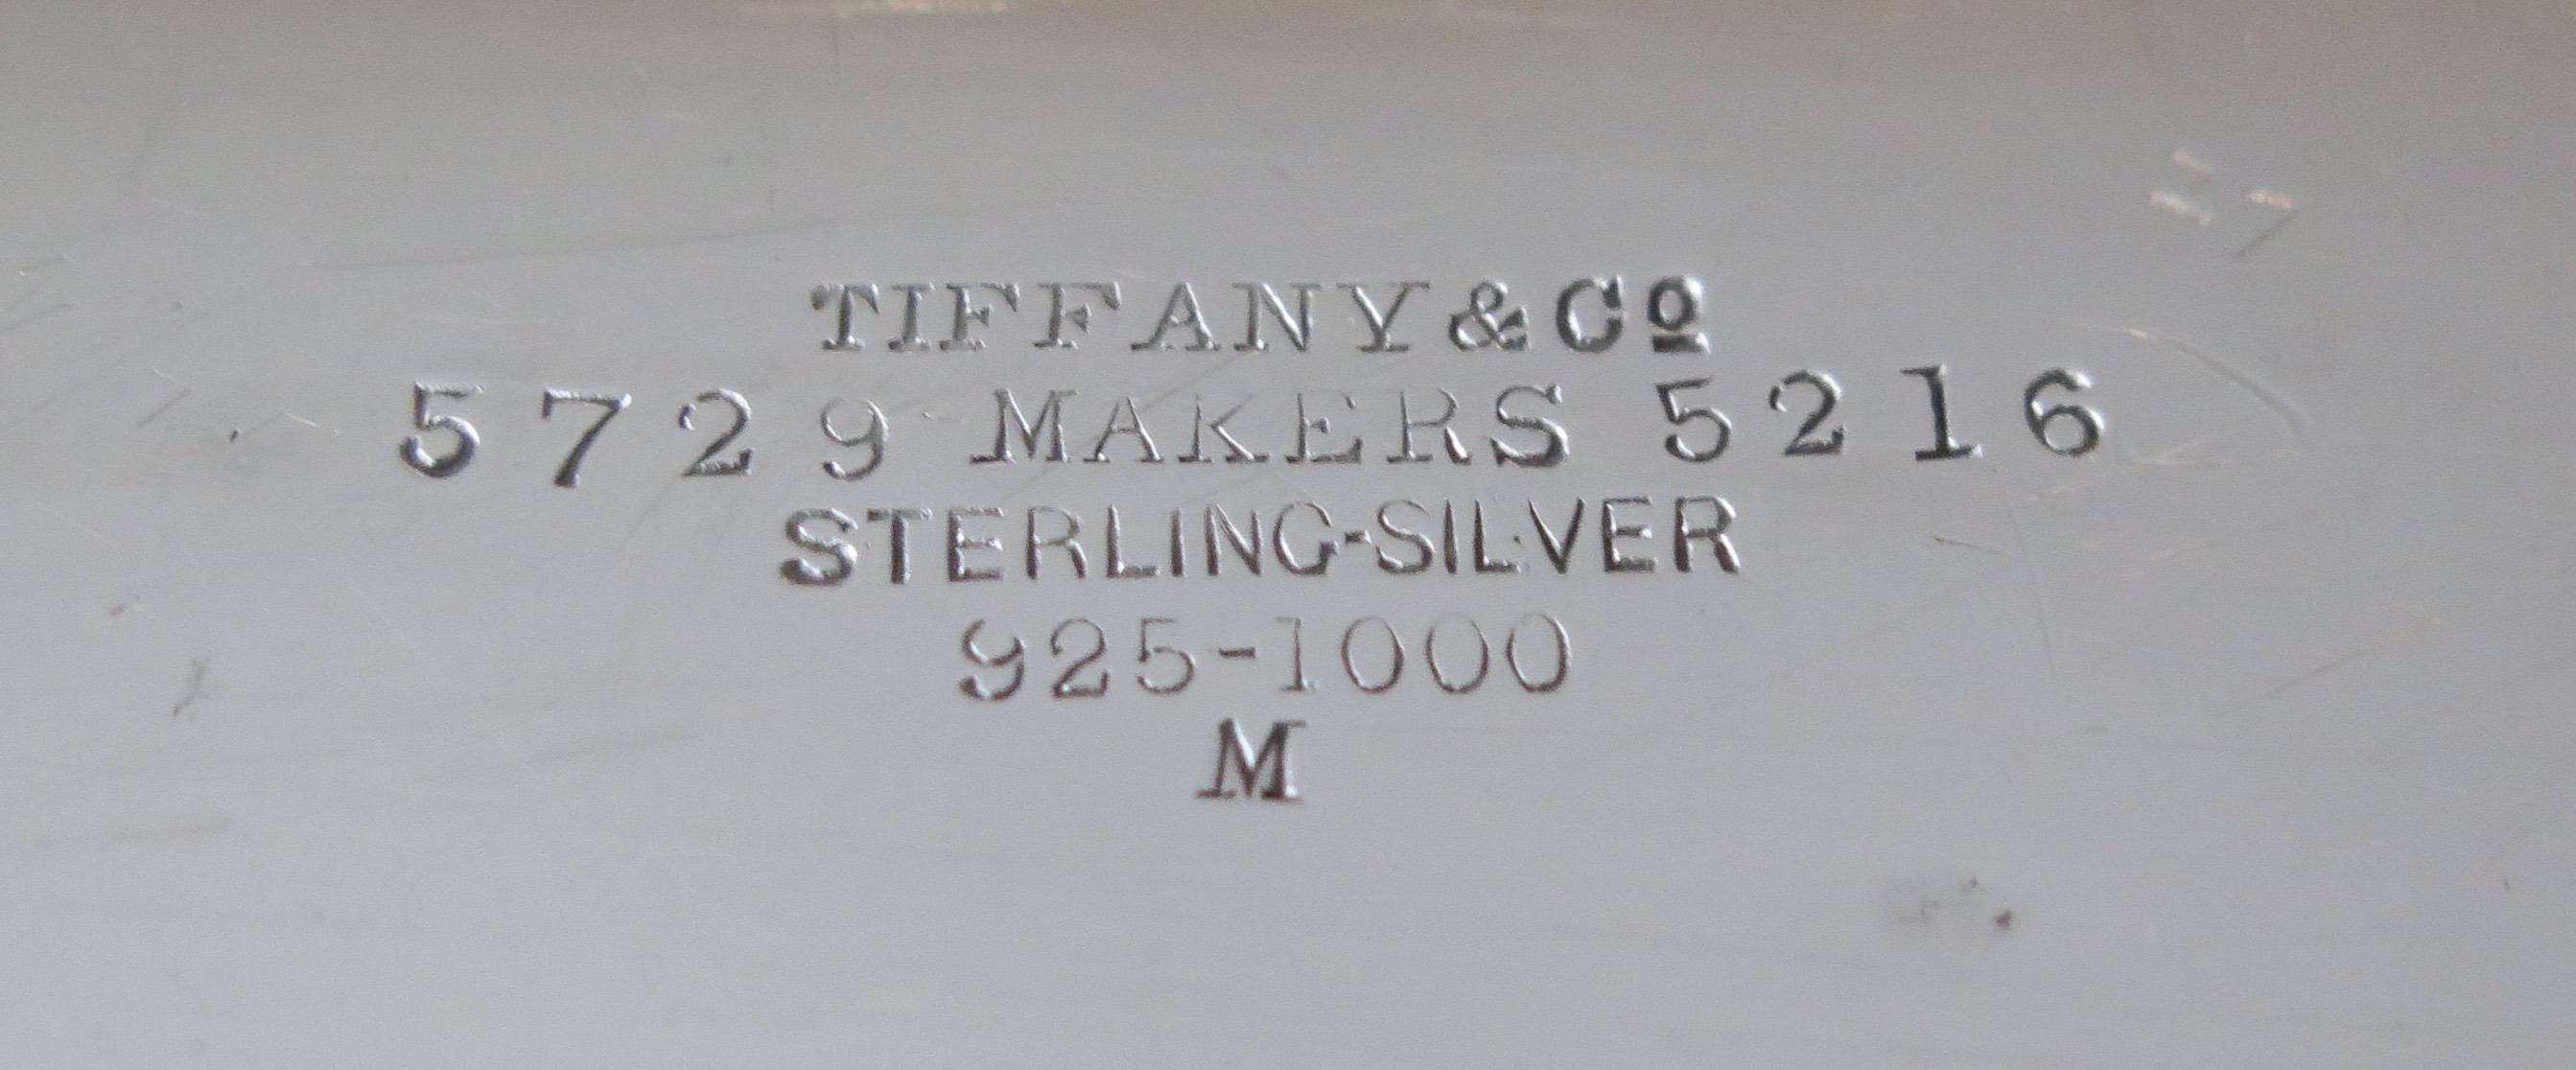 TIFFANY & Cº
5729 MAKERS 5216
STERLING-SILVER
925-1000
M